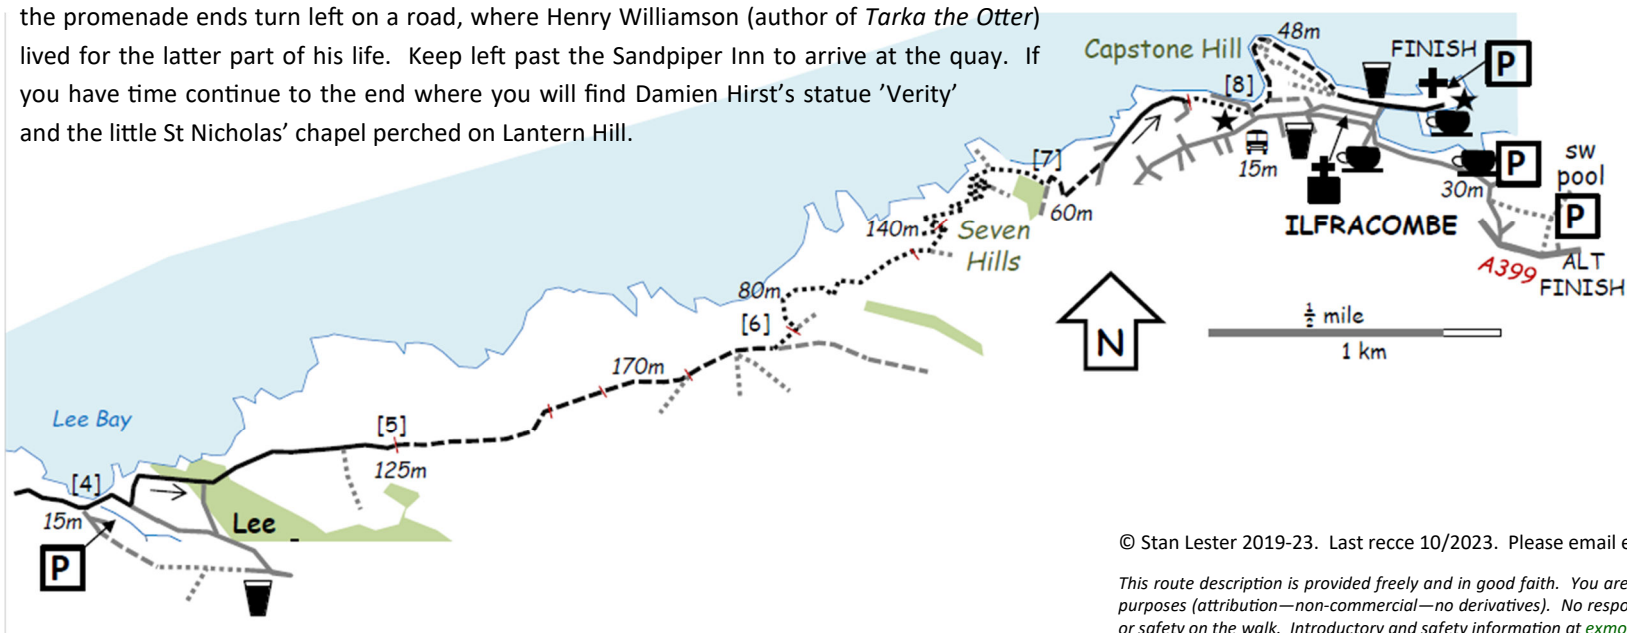 the promenade ends turn left on a road, where Henry Williamson (author of Tarka the Otter)
lived for the latter part of his life. Keep left past the Sandpiper Inn to arrive at the quay. If
you have time continue to the end where you will find Damien Hirst's statue 'Verity'
and the little St Nicholas' chapel perched on Lantern Hill.
48m
Capstone Hill
FINISH
P
[8]
[7]
15m
P
sw
pool
30m
P
60m
140m
Seven
Hills
ILFRACOMBE
A399
ALT
FINISH
80m
[6]
N
½ mile
1 km
170m
Lee Bay
[5]
125m
[4]
15m
Lee
P
© Stan Lester 2019-23. Last recce 10/2023. Please email e
This route description is provided freely and in good faith. You are
purposes (attribution—non-commercial—no derivatives). No respo
or safety on the walk. Introductory and safety information at exmo